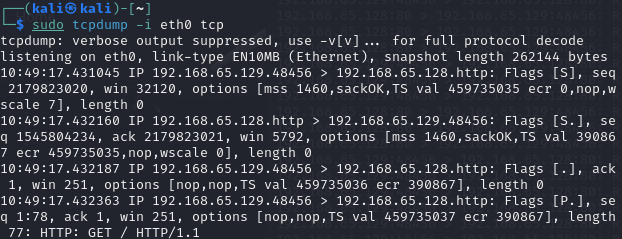 ┌──(kali㉿kali)-[~]
└─$ sudo tcpdump -i eth0 tcp
tcpdump: verbose output suppressed, use -v[v]... for full protocol decode
listening on eth0, link-type EN10MB (Ethernet), snapshot length 262144 bytes
10:49:17.431045 IP 192.168.65.129.48456 > 192.168.65.128.http: Flags [S], seq
2179823020, win 32120, options [mss 1460,sackOK,TS val 459735035 ecr 0,nop,w
scale 7], length 0
10:49:17.432160 IP 192.168.65.128.http > 192.168.65.129.48456: Flags [S.], se
q 1545804234, ack 2179823021, win 5792, options [mss 1460,sackOK,TS val 39086
7 ecr 459735035,nop,wscale 0], length 0
10:49:17.432187 IP 192.168.65.129.48456 > 192.168.65.128.http: Flags [.], ack
1, win 251, options [nop,nop,TS val 459735036 ecr 390867], length 0
10:49:17.432363 IP 192.168.65.129.48456 > 192.168.65.128.http: Flags [P.], se
q 1:78, ack 1, win 251, options [nop,nop,TS val 459735037 ecr 390867], length
77: HTTP: GET / HTTP/1.1